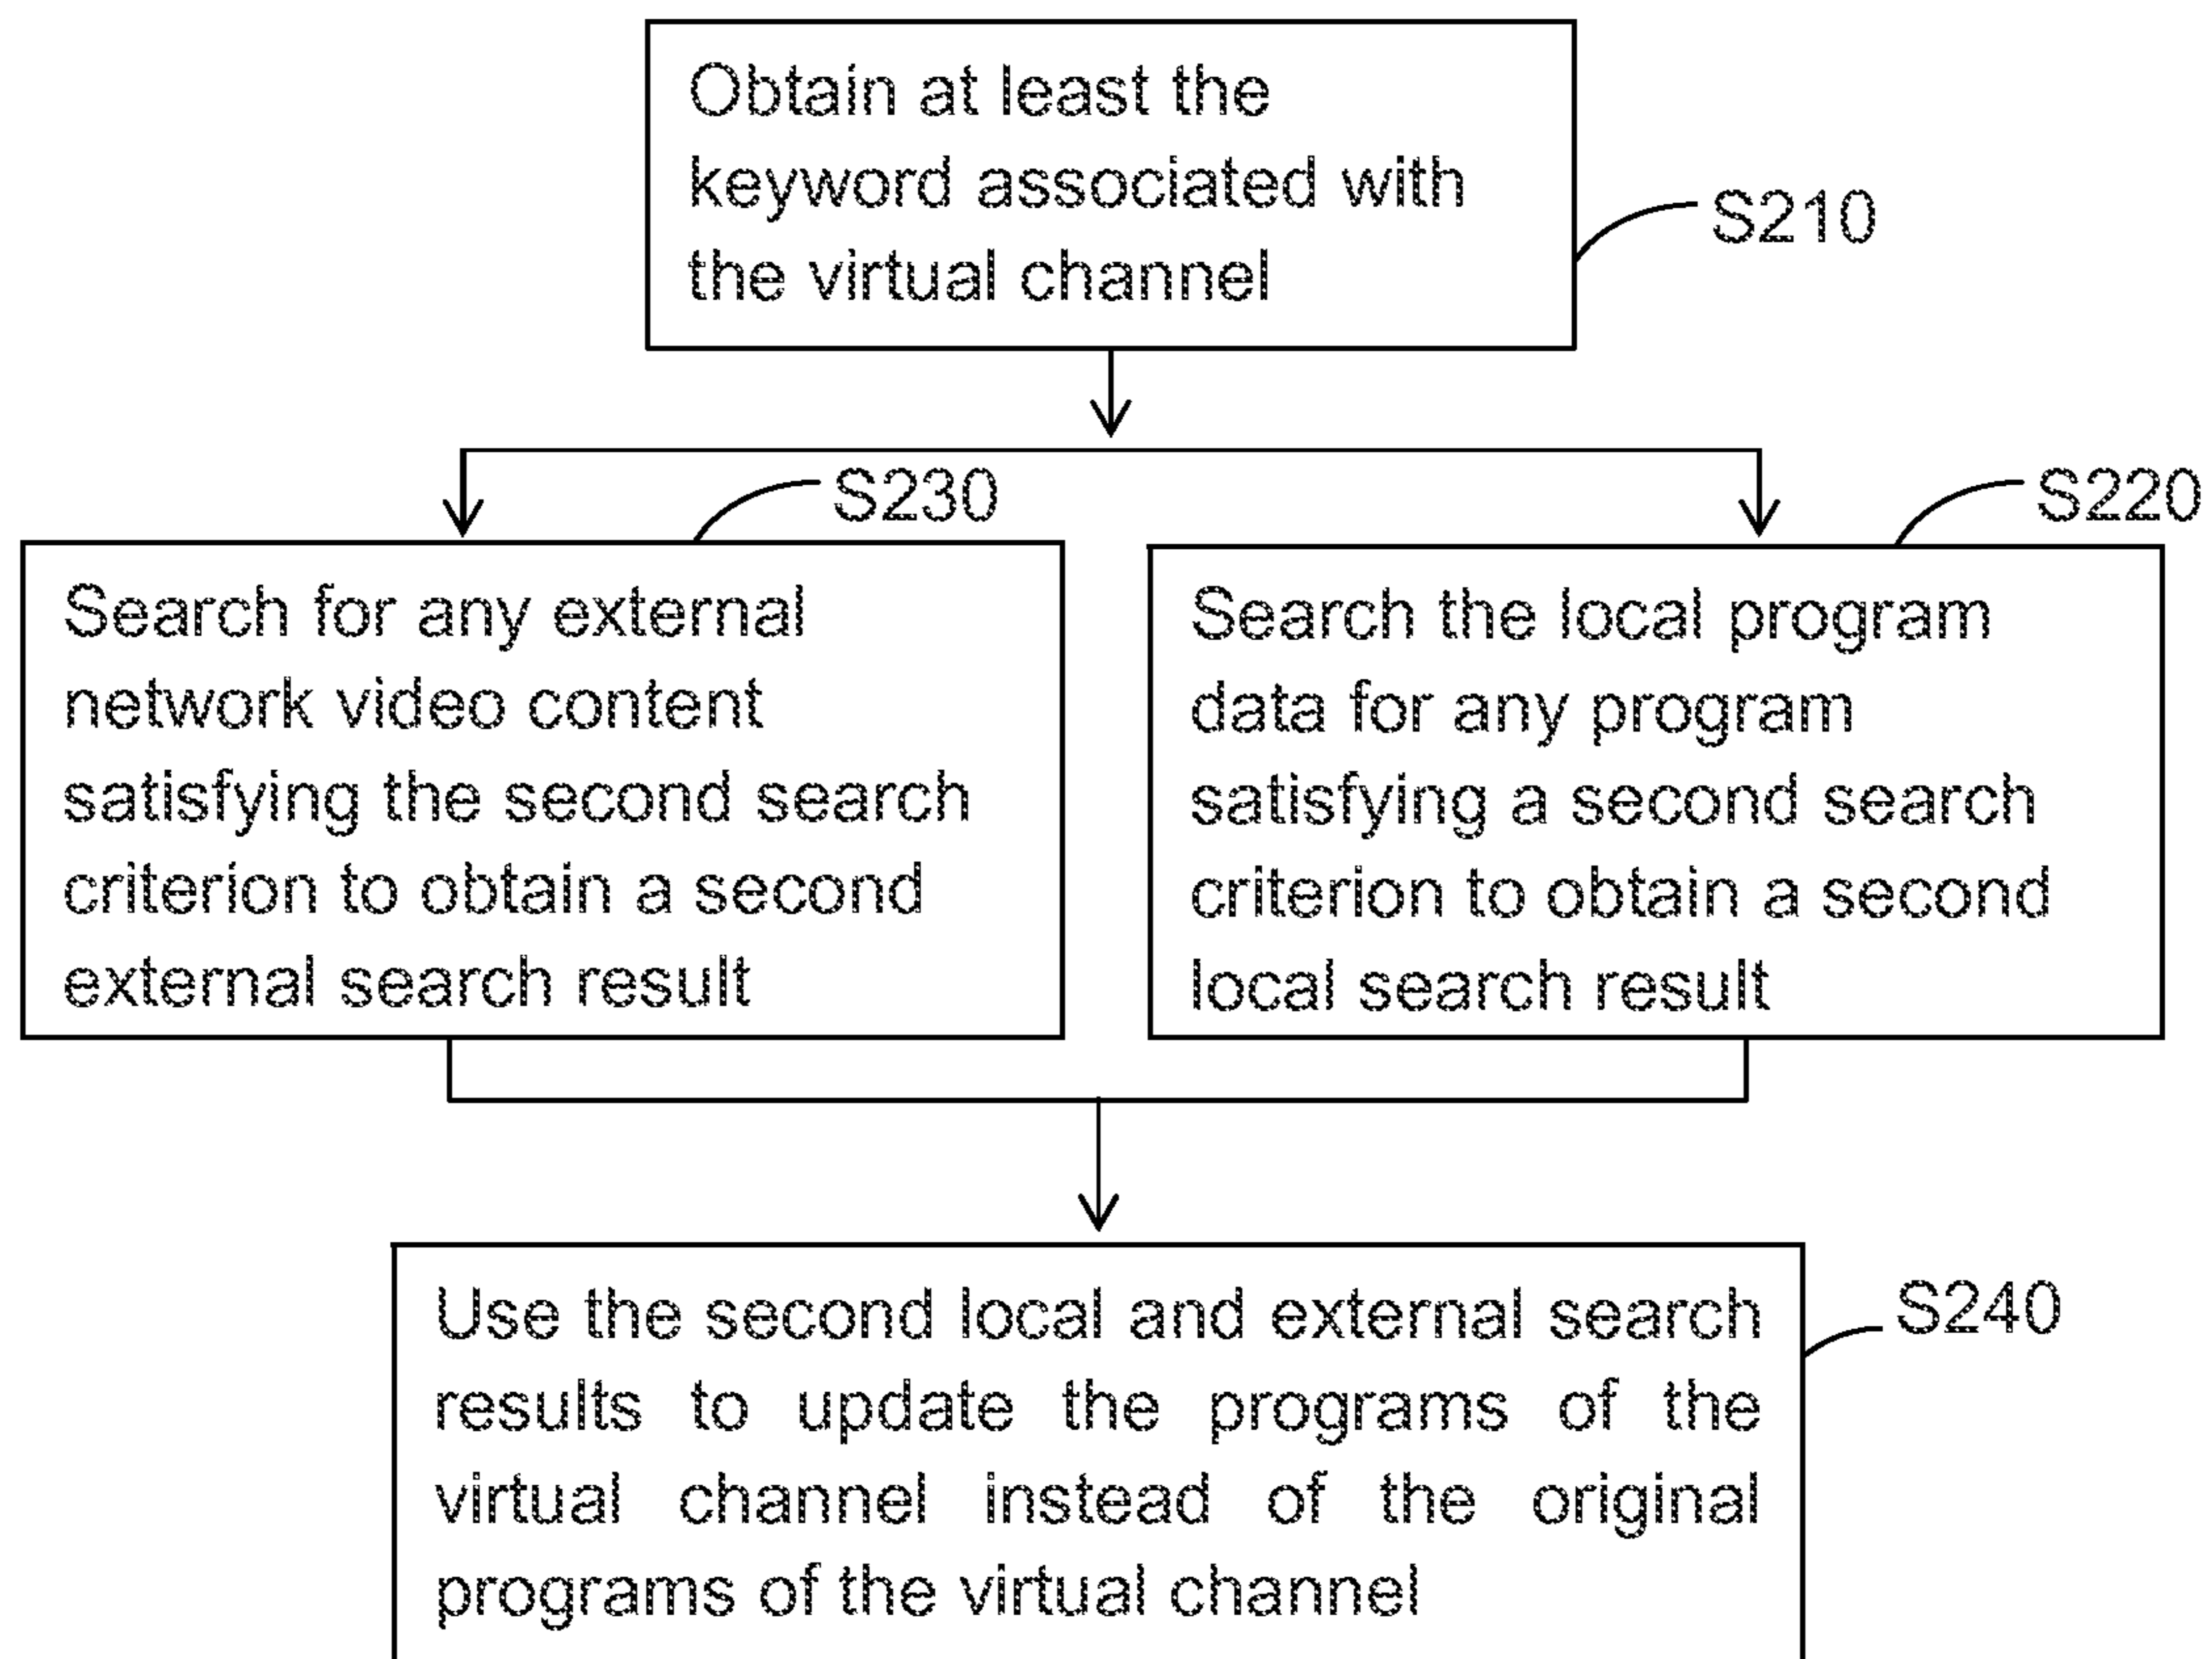 Obtain at least the
keyword associated with
the virtual channel
S210
S230
S220
Search for any external
network video content
satisfying the second search
criterion to obtain a second
external search result
Search the local program
data for any program
satisfying a second search
criterion to obtain a second
local search result
Use the second local and external search
results to update the programs of the
virtual channel instead of the original
programs of the virtual channel
S240